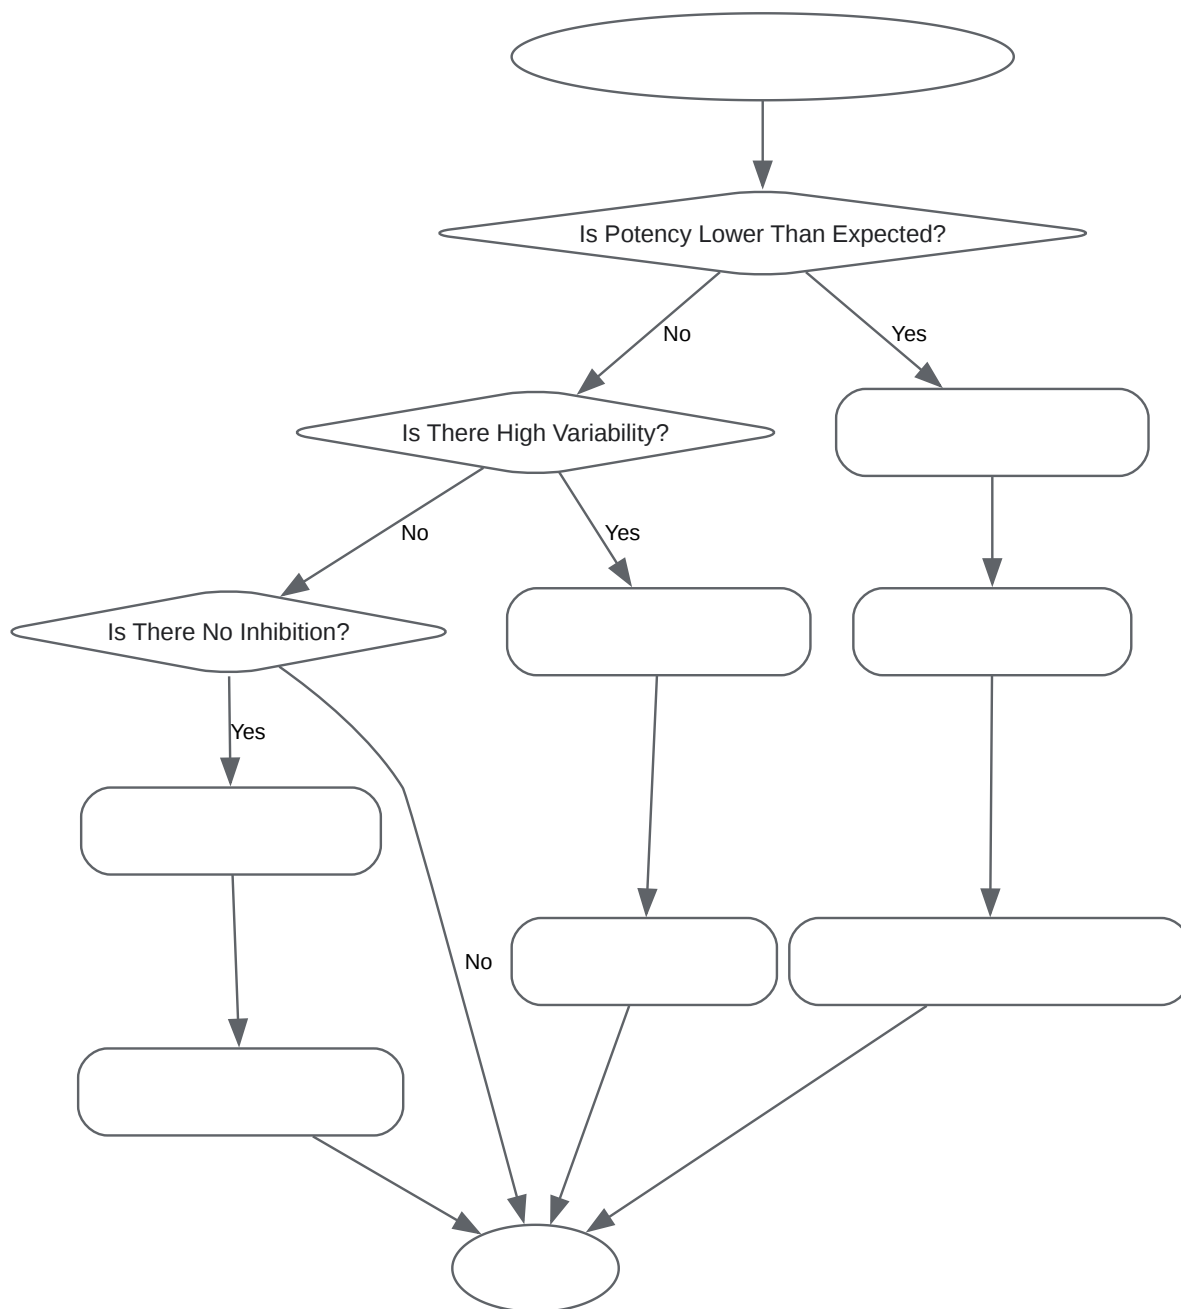 Is Potency Lower Than Expected?
No
Yes
Is There High Variability?
No
Yes
Is There No Inhibition?
Yes
No